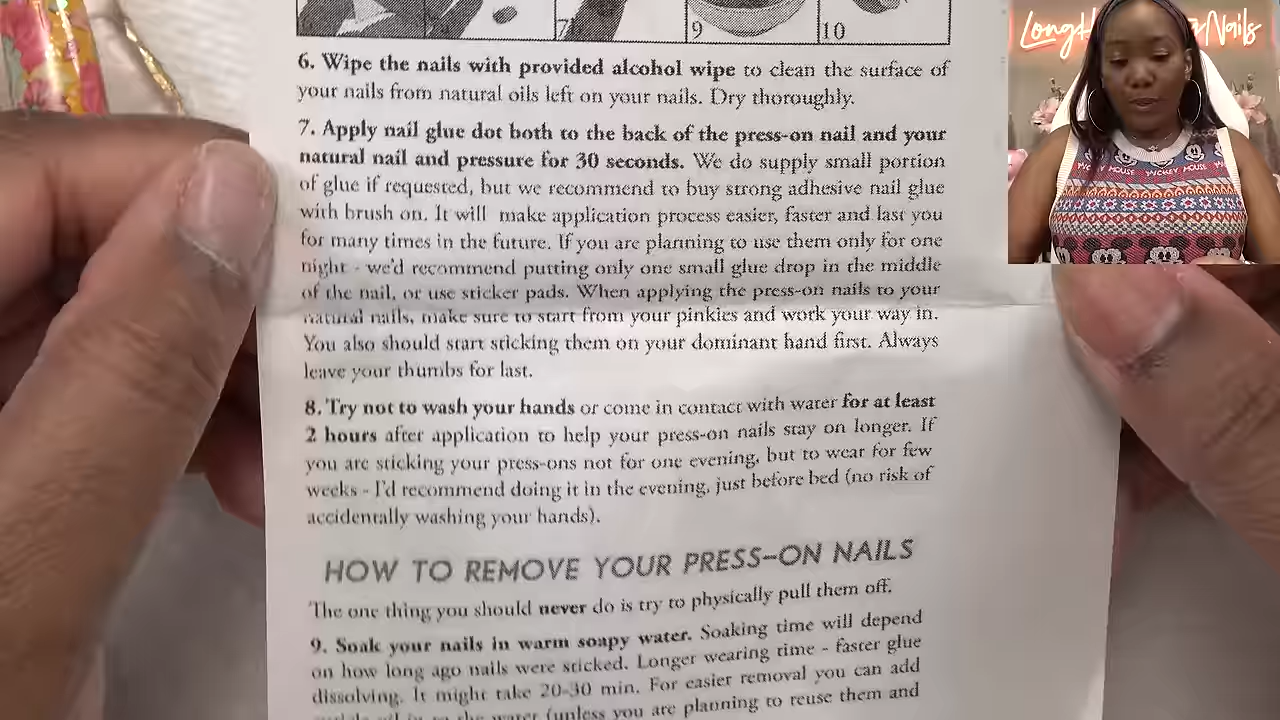 7
9
10
6. Wipe the nails with provided alcohol wipe to clean the surface of
your nails from natural oils left on your nails. Dry thoroughly.
7. Apply nail glue dot both to the back of the press-on nail and your
natural nail and pressure for 30 seconds. We do supply small portion
of glue if requested, but we recommend to buy strong adhesive nail glue
with brush on. It will make application process easier, faster and last you
for many times in the future. If you are planning to use them only for one
night - we'd recommend putting only one small glue drop in the middle
of the nail, or use sticker pads. When applying the press-on nails to your
natural nails, make sure to start from your pinkies and work your way in.
You also should start sticking them on your dominant hand first. Always
leave your thumbs for last.
8. Try not to wash your hands or come in contact with water for at least
2 hours after application to help your press-on nails stay on longer. If
you are sticking your press-ons not for one evening, but to wear for few
weeks - I'd recommend doing it in the evening, just before bed (no risk of
accidentally washing your hands).
HOW TO REMOVE YOUR PRESS-ON NAILS
The one thing you should never do is try to physically pull them off.
9. Soak your nails in warm soapy water. Soaking time will depend
on how long ago nails were sticked. Longer wearing time - faster glue
dissolving. It might take 20-30 min. For easier removal you can add
the water (unless you are planning to reuse them and
Nails
MICKEY HOUSE